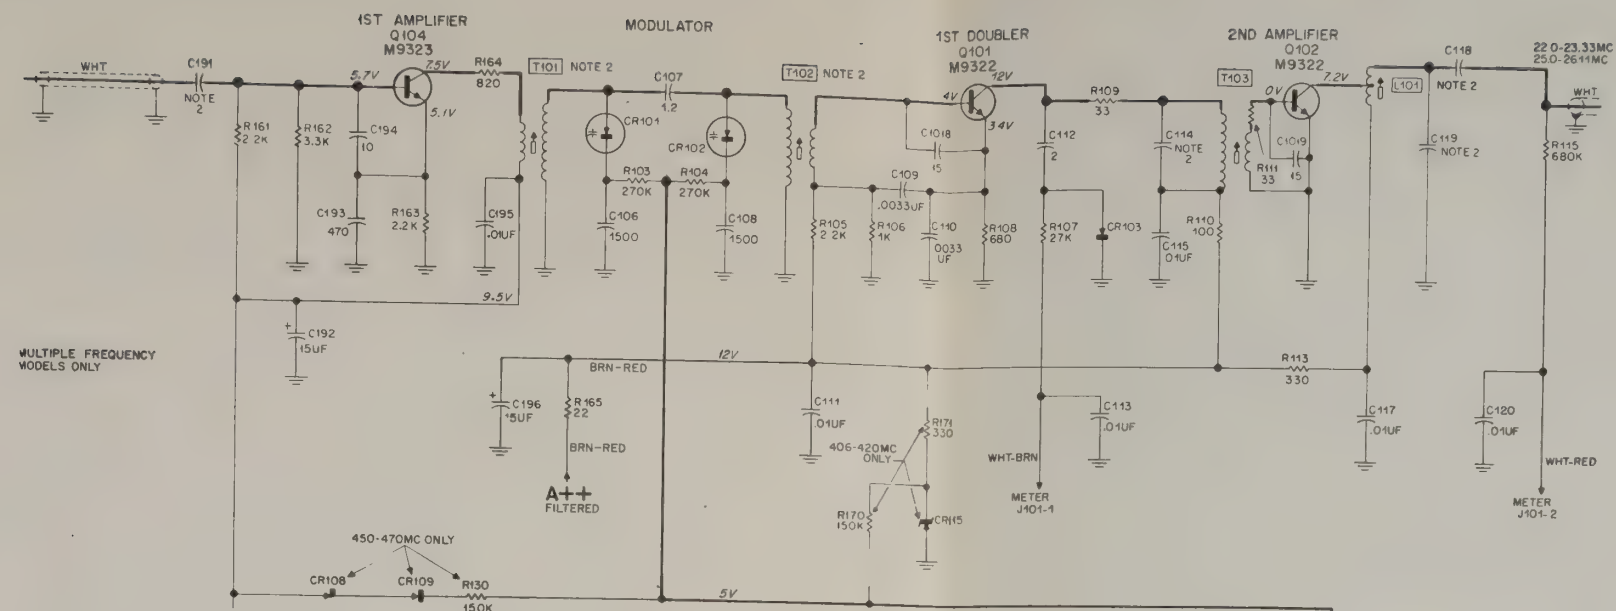 1ST AMPLIFIER
Q104
M9323
MODULATOR
1ST DOUBLER
Q101
M9322
2ND AMPLIFIER
Q102
M9322
22.0-23.33MC
25.0-26.11MC
WHT
C191
NOTE
2
5.7V
7.5V
R164
820
5.1V
T101 NOTE 2
C107
1.2
T102 NOTE 2
4V
12V
3.4V
R109
33
T103
0V
7.2V
L101
C118
NOTE 2
WHT
R161
2.2K
R162
3.3K
C194
10
CR101
CR102
C1018
15
C112
2
C114
NOTE
2
R111
33
C1019
15
C119
NOTE 2
R115
680K
R103
270K
R104
270K
C109
.0033UF
C193
470
R163
2.2K
C195
.01UF
C106
1500
C108
1500
R105
2.2K
R106
1K
C110
.0033
UF
R108
680
R107
27K
CR103
C115
.01UF
R110
100
9.5V
C192
15UF
MULTIPLE FREQUENCY
MODELS ONLY
12V
BRN-RED
R113
330
C196
15UF
R165
22
C111
.01UF
R171
330
C113
.01UF
C117
.01UF
C120
.01UF
BRN-RED
406-420MC
ONLY
WHT-BRN
WHT-RED
A++
FILTERED
R170
150K
CR115
METER
J101-1
METER
J101-2
450-470MC ONLY
CR108
CR109
R130
150K
5V